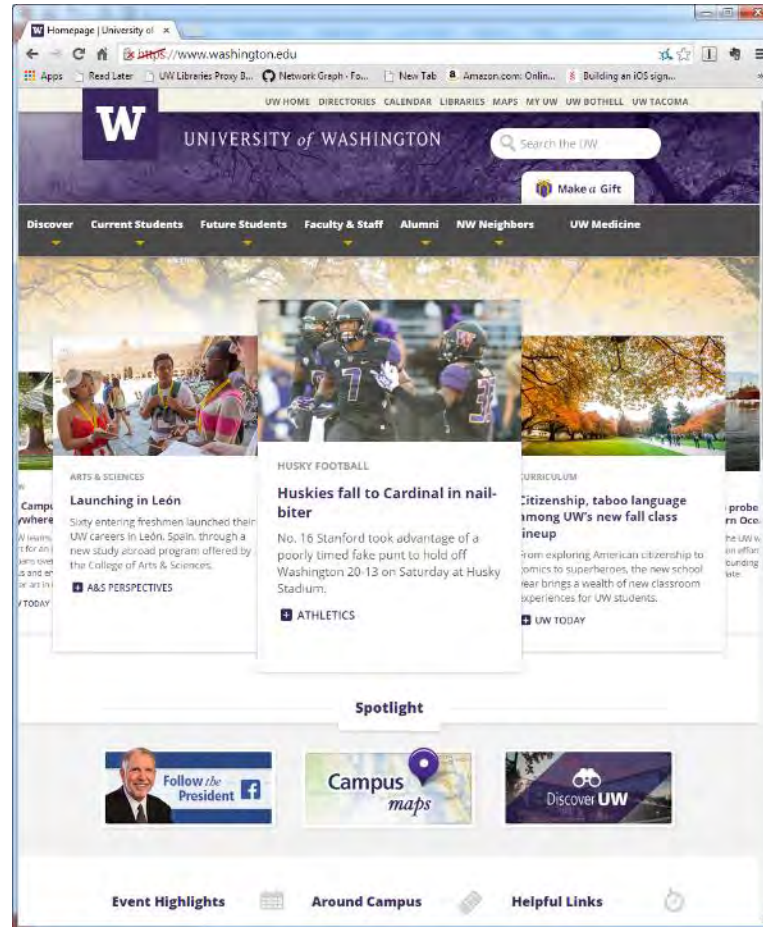 Homepage | University of
https://www.washington.edu
Apps Read Later UW Libraries Proxy B... Network Graph · Fo... New Tab Amazon.com: Onlin... Building an iOS sign...
UW HOME DIRECTORIES CALENDAR LIBRARIES MAPS MY UW UW BOTHELL UW TACOMA
W
UNIVERSITY of WASHINGTON
Search the UW
Make a Gift
Discover Current Students Future Students Faculty & Staff Alumni NW Neighbors UW Medicine
ARTS & SCIENCES
Launching in León
Sixty entering freshmen launched their
UW careers in León, Spain, through a
new study abroad program offered by
the College of Arts & Sciences.
A&S PERSPECTIVES
HUSKY FOOTBALL
Huskies fall to Cardinal in nail-
biter
No. 16 Stanford took advantage of a
poorly timed fake punt to hold off
Washington 20-13 on Saturday at Husky
Stadium.
ATHLETICS
CURRICULUM
Citizenship, taboo language
among UW's new fall class
lineup
From exploring American citizenship to
comics to superheroes, the new school
year brings a wealth of new classroom
experiences for UW students.
UW TODAY
probe
Spotlight
Follow the
President
Campus
maps
Discover UW
Event Highlights Around Campus Helpful Links